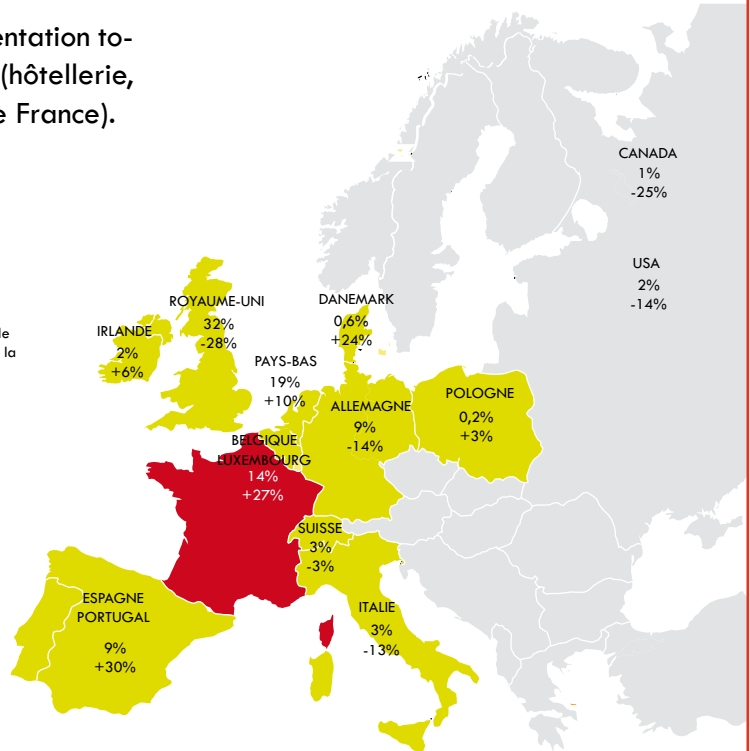 entation to-
(hôtellerie,
e France).
CANADA
1%
-25%
USA
2%
-14%
ROYAUME-UNI
32%
-28%
DANEMARK
0,6%
+24%
de
la
IRLANDE
2%
+6%
PAYS-BAS
19%
+10%
ALLEMAGNE
9%
-14%
POLOGNE
0,2%
+3%
BELGIQUE
LUXEMBOURG
14%
+27%
SUISSE
3%
-3%
ESPAGNE
PORTUGAL
9%
+30%
ITALIE
3%
-13%